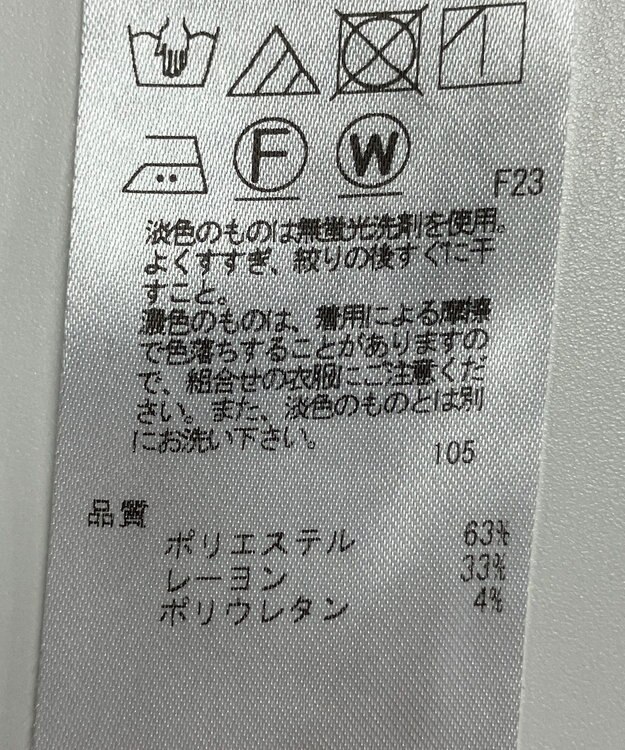 F W
F23
淡色のものは無蛍光洗剤を使用。
よくすすぎ、絞りの後すぐに干
すこと。
濃色のものは、着用による摩擦
で色落ちすることがありますの
で、組合せの衣服にご注意くだ
さい。また、淡色のものとは別
にお洗い下さい。
105
品質
ポリエステル 63%
レーヨン 33%
ポリウレタン 4%